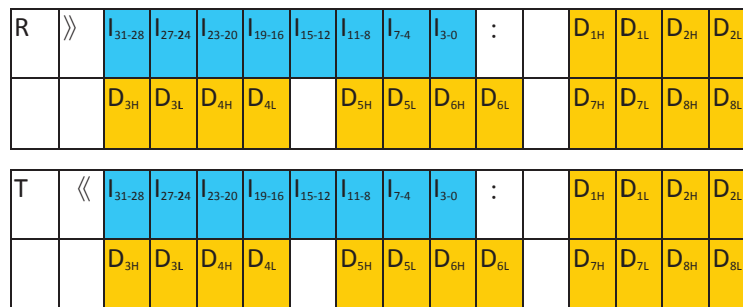 R 》 I31-28 I27-24 I23-20 I19-16 I15-12 I11-8 I7-4 I3-0 : D1H D1L D2H D2L
D3H D3L D4H D4L D5H D5L D6H D6L D7H D7L D8H D8L
T 《 I31-28 I27-24 I23-20 I19-16 I15-12 I11-8 I7-4 I3-0 : D1H D1L D2H D2L
D3H D3L D4H D4L D5H D5L D6H D6L D7H D7L D8H D8L